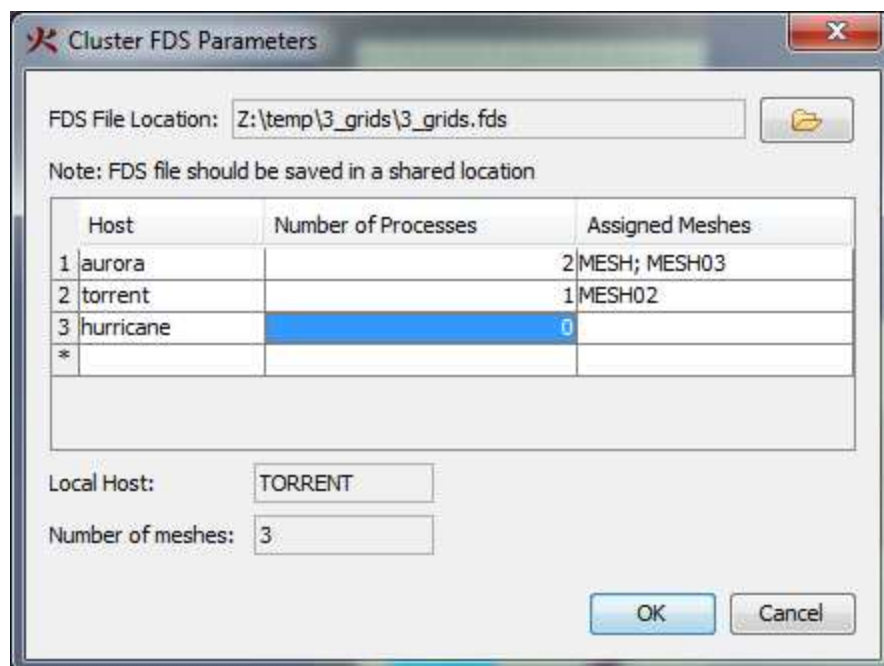 Cluster FDS Parameters
FDS File Location: Z:\temp\3_grids\3_grids.fds
Note: FDS file should be saved in a shared location
Host Number of Processes Assigned Meshes
1 aurora 2 MESH; MESH03
2 torrent 1 MESH02
3 hurricane 0
*
Local Host: TORRENT
Number of meshes: 3
OK Cancel